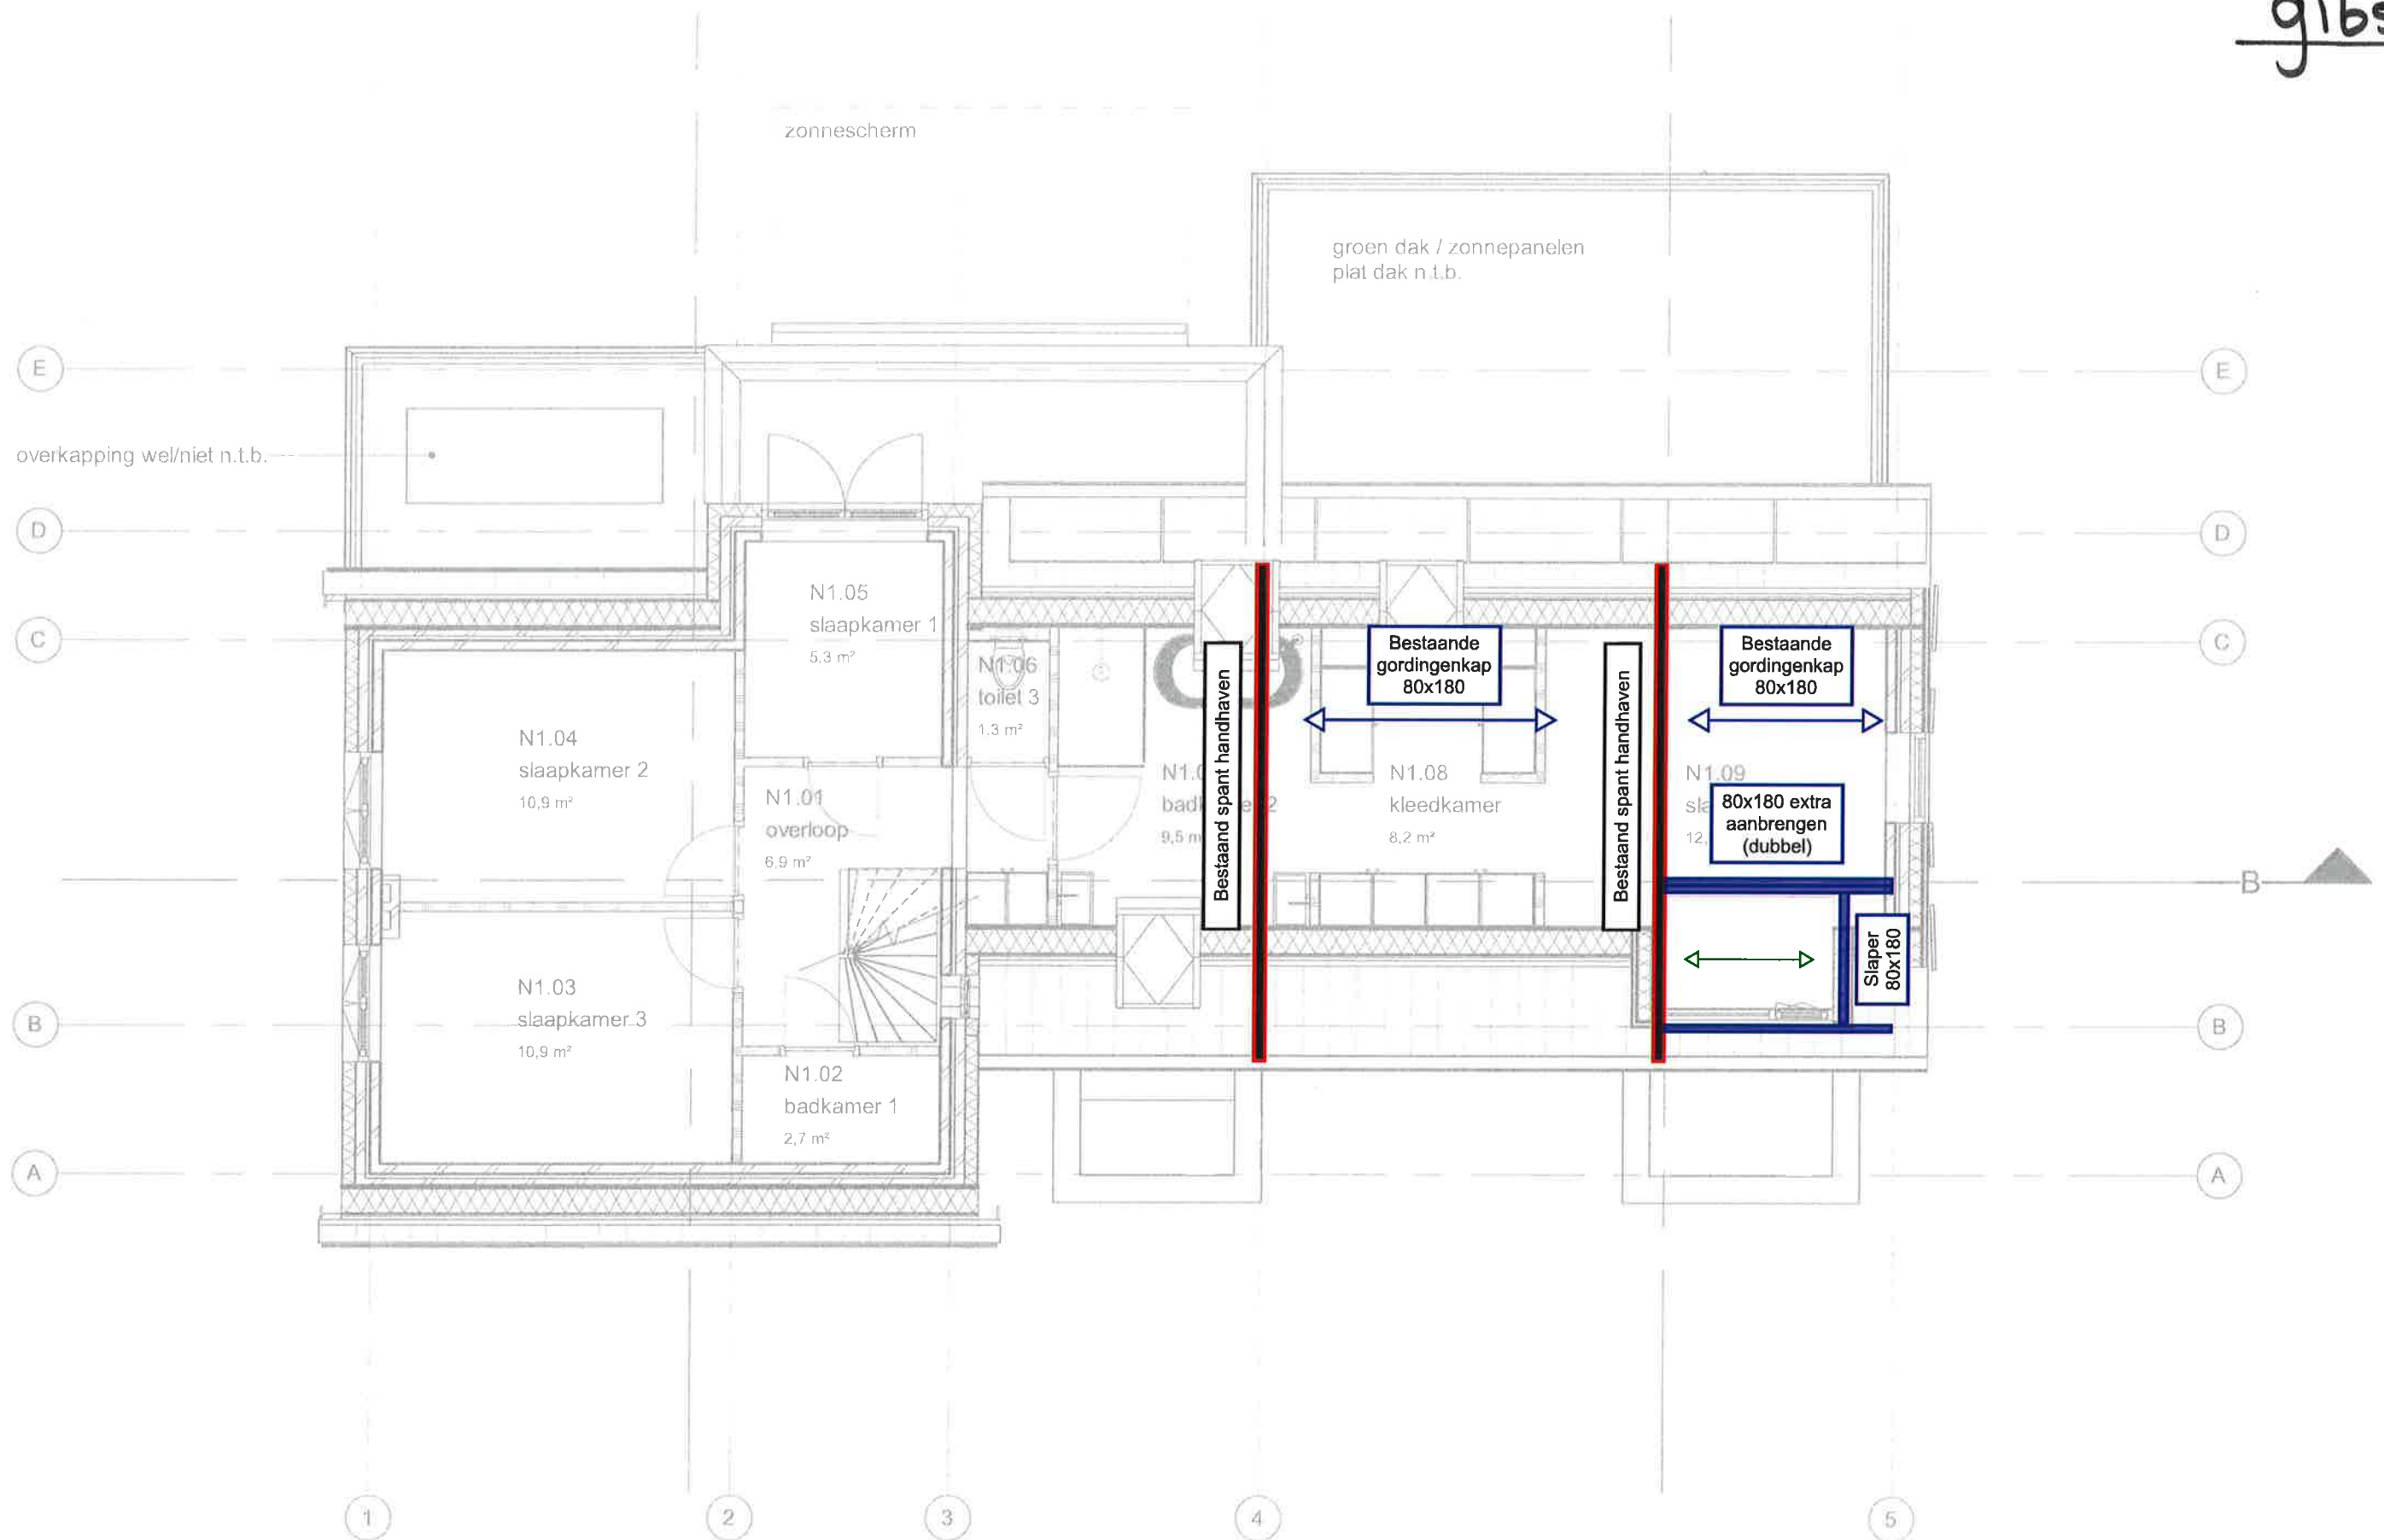 zonnescherm
groen dak / zonnepanelen
plat dak n.t.b.
E
E
overkapping wel/niet n.t.b.
D
D
N1.05
slaapkamer 1
5.3 m²
C
C
Bestaande
gordingenkap
80x180
Bestaande
gordingenkap
80x180
N1.06
toilet 3
1.3 m²
Bestaand spant handhaven
Bestaand spant handhaven
N1.04
slaapkamer 2
10,9 m²
N1.01
overloop
6,9 m²
9,5
N1.08
kleedkamer
8,2 m²
N1.09
80x180 extra
aanbrengen
(dubbel)
12,
B
Slaper
80x180
N1.03
slaapkamer 3
10,9 m²
B
B
N1.02
badkamer 1
2,7 m²
A
A
1
2
3
4
5